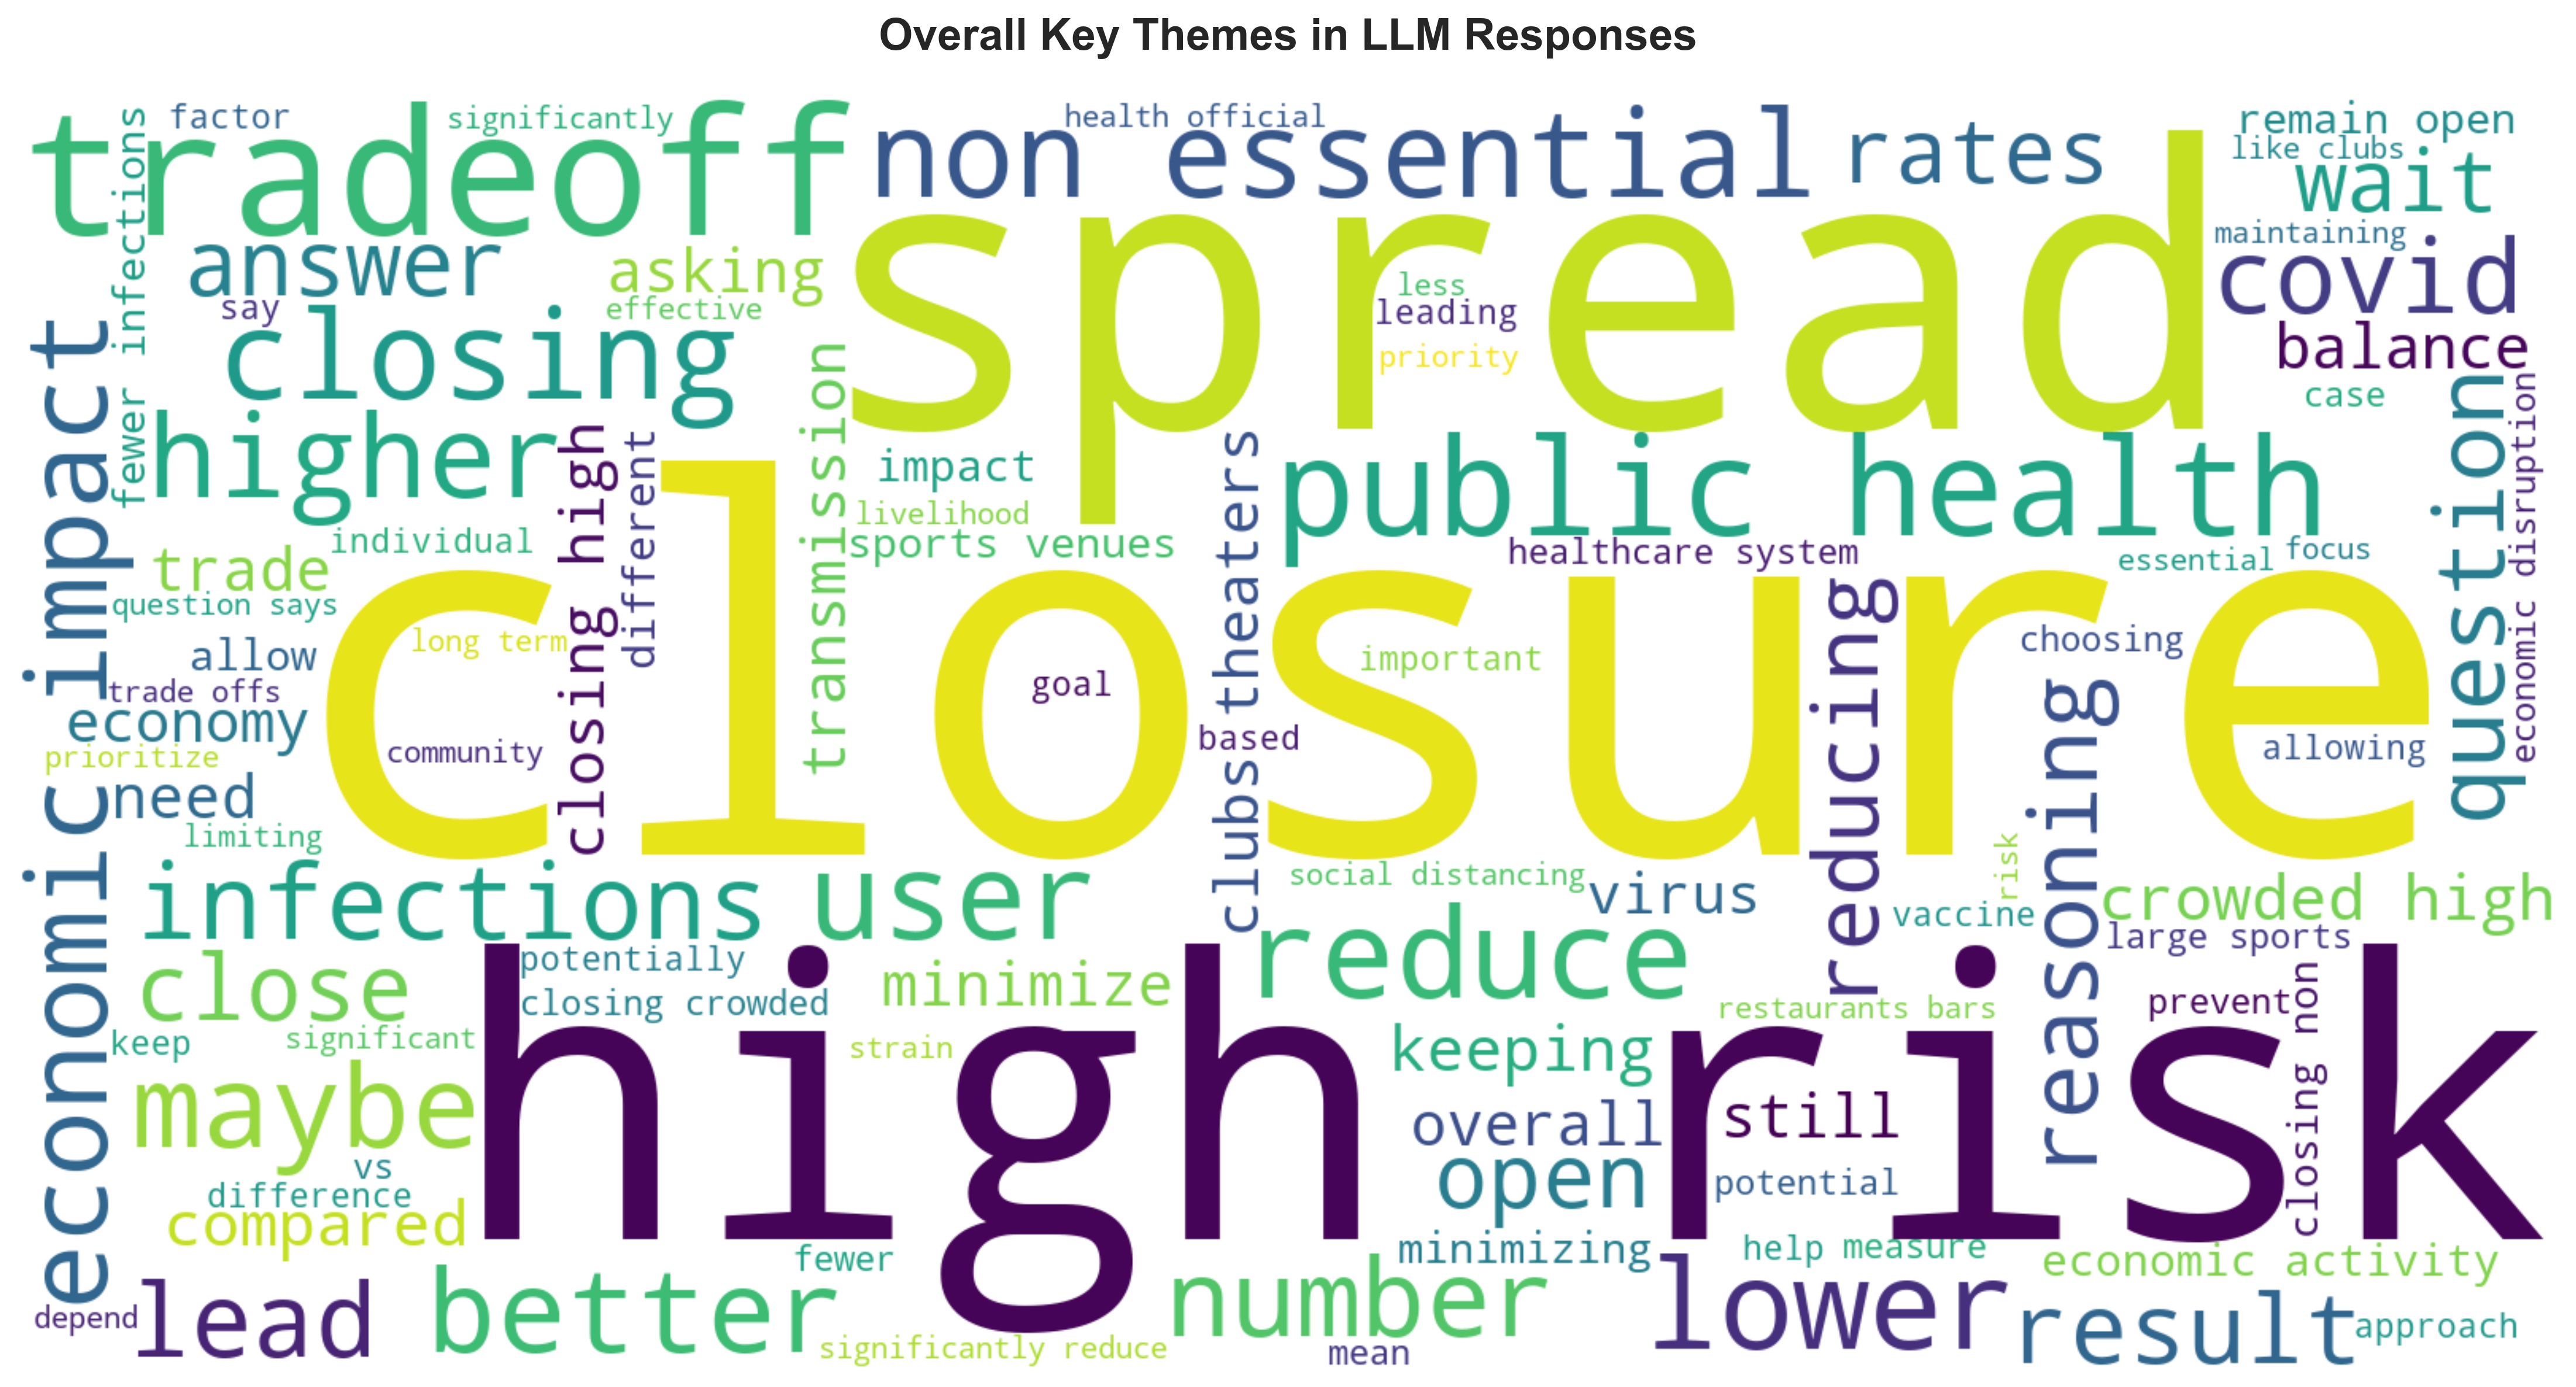 Overall Key Themes in LLM Responses
tradeoff
factor
significantly
health official
non essential
rates
remain open
like clubs
wait
maintaining
covid
balance
case
fewer infections
answer
asking
say
effective
closing
spread
less
leading
priority
higher
closing high
different
transmission
impact
livelihood
sports venues
theaters
public health
healthcare system
essential
focus
question
economic disruption
economic impact
individual
trade
question says
allow
trade offs
economy
prioritize
need
limiting
closure
long term
community
goal
based
important
clubs
reducing
choosing
reasoning
allowing
infections
user
social distancing
virus
risk
vaccine
crowded high
large sports
close
potentially
closing crowded
minimize
reduce
restaurants bars
prevent
closing non
keep
significant
strain
keeping
maybe
high risk
overall
still
open
potential
vs
difference
compared
fewer
minimizing
help
measure
economic activity
depend
lead
better
significantly reduce
number
mean
lower
result
approach